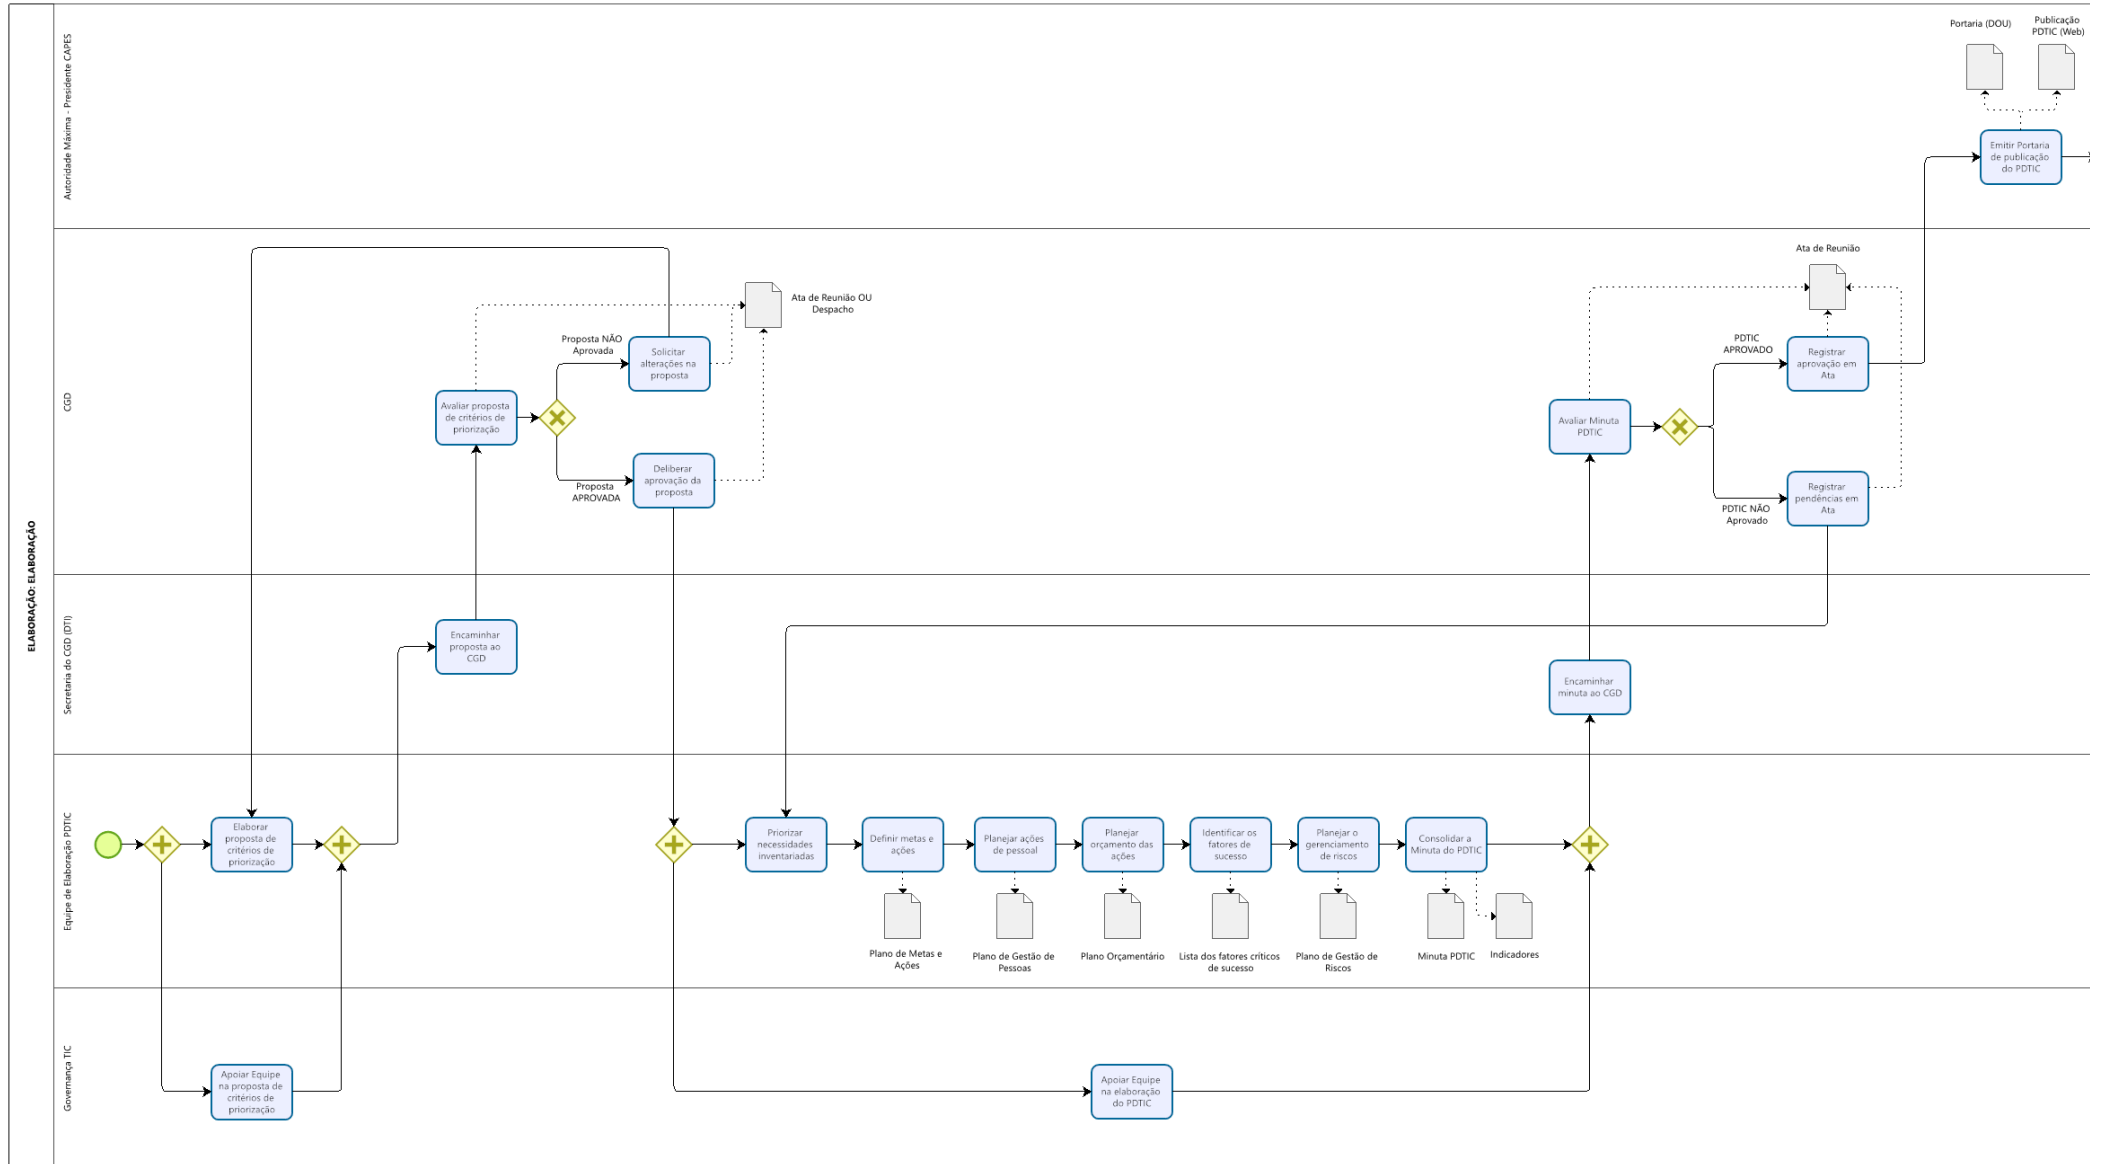 ELABORAÇÃO: ELABORAÇÃO
Autoridade Máxima - Presidente CAPES
Portaria (DOU)
Publicação
PDTIC (Web)
Emitir Portaria
de publicação
do PDTIC
CGD
Ata de Reunião OU
Despacho
Proposta NÃO
Aprovada
Solicitar
alterações na
proposta
Avaliar proposta
de critérios de
priorização
Proposta
APROVADA
Deliberar
aprovação da
proposta
Ata de Reunião
PDTIC
APROVADO
Registrar
aprovação em
Ata
Avaliar Minuta
PDTIC
PDTIC NÃO
Aprovado
Registrar
pendências em
Ata
Secretaria do CGD (DTI)
Encaminhar
proposta ao
CGD
Encaminhar
minuta ao CGD
Equipe de Elaboração PDTIC
Elaborar
proposta de
critérios de
priorização
Priorizar
necessidades
inventariadas
Definir metas e
ações
Planejar ações
de pessoal
Planejar
orçamento das
ações
Identificar os
fatores de
sucesso
Planejar o
gerenciamento
de riscos
Consolidar a
Minuta do PDTIC
Plano de Metas e
Ações
Plano de Gestão de
Pessoas
Plano Orçamentário
Lista dos fatores críticos
de sucesso
Plano de Gestão de
Riscos
Minuta PDTIC
Indicadores
Governança TIC
Apoiar Equipe
na proposta de
critérios de
priorização
Apoiar Equipe
na elaboração
do PDTIC